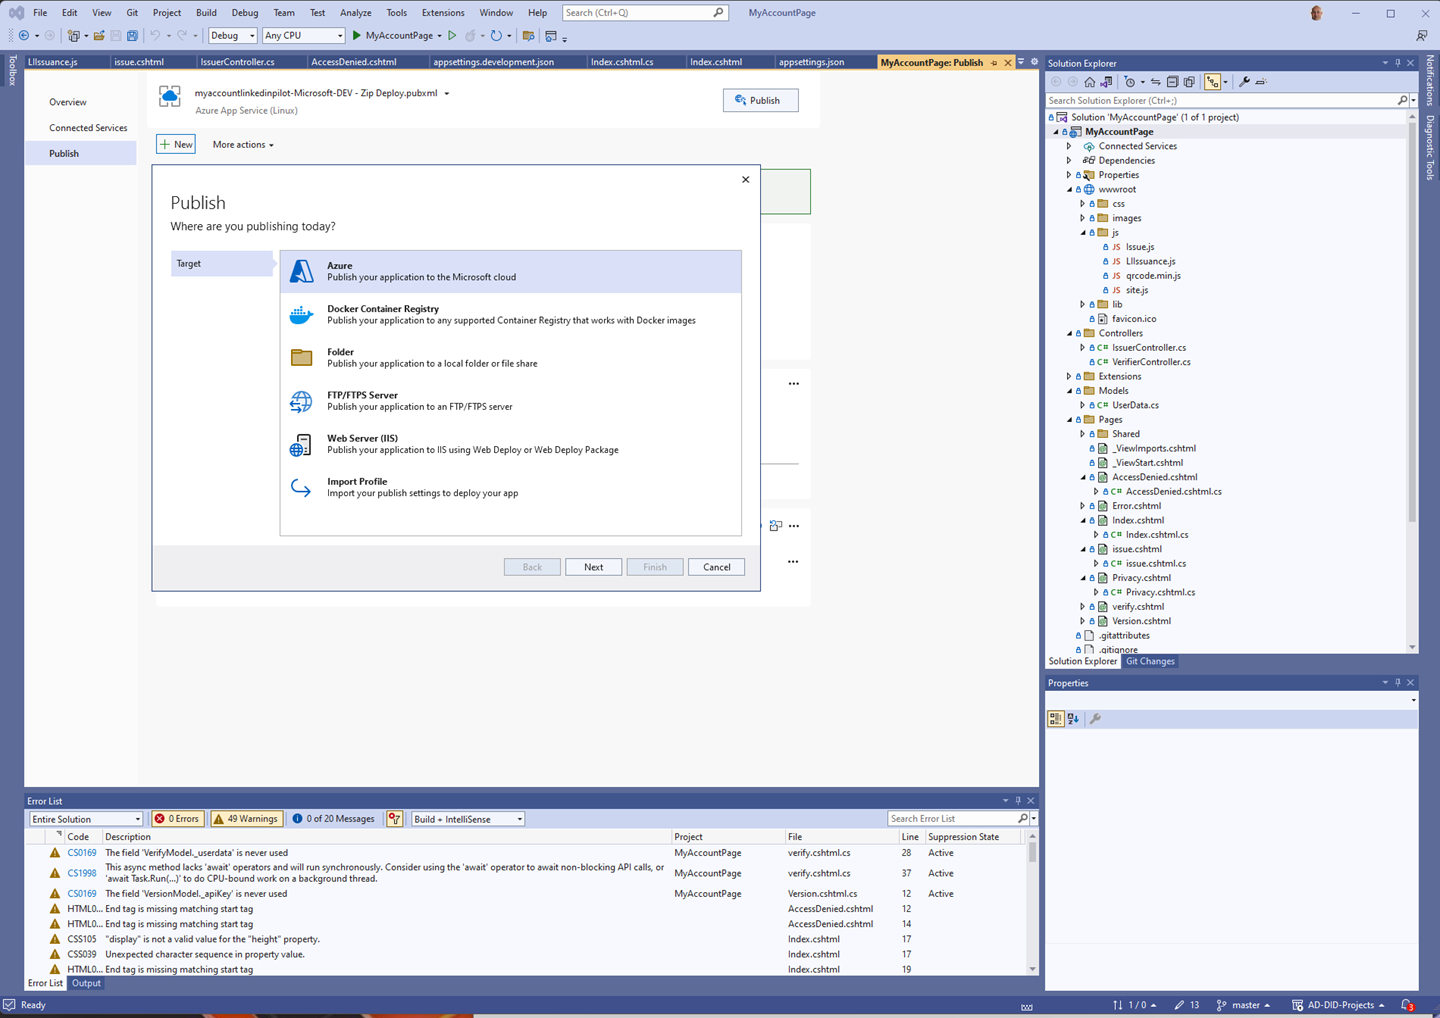 File Edit View Git Project Build Debug Team Test Analyze Tools Extensions Window Help Search (Ctrl+Q) MyAccountPage
Debug Any CPU MyAccountPage
Toolbox
LIIssuance.js issue.cshtml IssuerController.cs AccessDenied.cshtml appsettings.development.json Index.cshtml.cs Index.cshtml appsettings.json MyAccountPage: Publish
Overview
Connected Services
Publish
myaccountlinkedinpilot-Microsoft-DEV - Zip Deploy.pubxml
Azure App Service (Linux)
Publish
New More actions
Publish
Where are you publishing today?
Target
Azure
Publish your application to the Microsoft cloud
Docker Container Registry
Publish your application to any supported Container Registry that works with Docker images
Folder
Publish your application to a local folder or file share
FTP/FTPS Server
Publish your application to an FTP/FTPS server
Web Server (IIS)
Publish your application to IIS using Web Deploy or Web Deploy Package
Import Profile
Import your publish settings to deploy your app
Back Next Finish Cancel
Solution Explorer
Search Solution Explorer (Ctrl+;)
Solution 'MyAccountPage' (1 of 1 project)
MyAccountPage
Connected Services
Dependencies
Properties
wwwroot
css
images
js
JS Issue.js
JS LIIssuance.js
JS qrcode.min.js
JS site.js
lib
favicon.ico
Controllers
C# IssuerController.cs
C# VerifierController.cs
Extensions
Models
C# UserData.cs
Pages
Shared
_ViewImports.cshtml
_ViewStart.cshtml
AccessDenied.cshtml
C# AccessDenied.cshtml.cs
Error.cshtml
Index.cshtml
C# Index.cshtml.cs
issue.cshtml
C# issue.cshtml.cs
Privacy.cshtml
C# Privacy.cshtml.cs
verify.cshtml
Version.cshtml
.gitattributes
.gitignore
Solution Explorer Git Changes
Notifications
Diagnostic Tools
Properties
Error List
Entire Solution 0 Errors 49 Warnings 0 of 20 Messages Build + IntelliSense Search Error List
Code Description Project File Line Suppression State
CS0169 The field 'VerifyModel._userdata' is never used MyAccountPage verify.cshtml.cs 28 Active
CS1998 This async method lacks 'await' operators and will run synchronously. Consider using the 'await' operator to await non-blocking API calls, or 'await Task.Run(...)' to do CPU-bound work on a background thread. MyAccountPage verify.cshtml.cs 37 Active
CS0169 The field 'VersionModel._apiKey' is never used MyAccountPage Version.cshtml.cs 12 Active
HTML0... End tag is missing matching start tag AccessDenied.cshtml 12
HTML0... End tag is missing matching start tag AccessDenied.cshtml 14
CSS105 "display" is not a valid value for the "height" property. Index.cshtml 17
CSS039 Unexpected character sequence in property value. Index.cshtml 17
HTML0... End tag is missing matching start tag Index.cshtml 19
Error List Output
Ready 1 / 0 13 master AD-DID-Projects 3